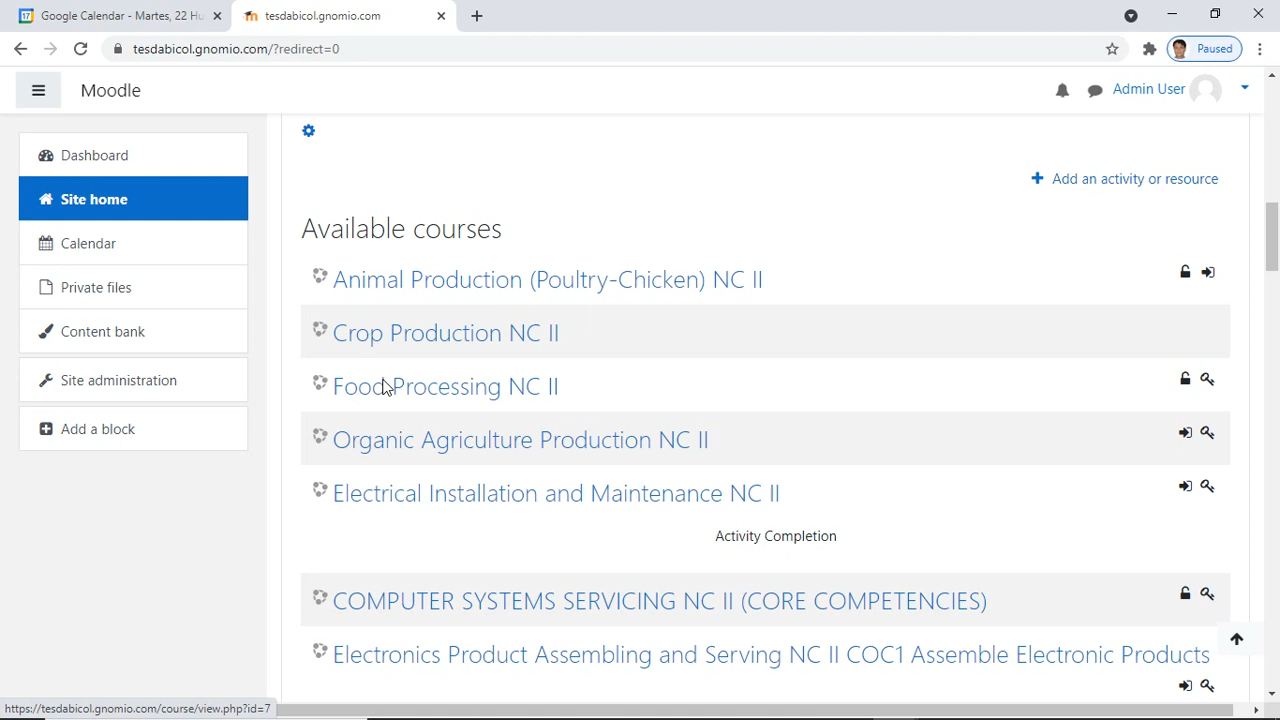 Google Calendar - Martes, 22 Hu
tesdabicol.gnomio.com
tesdabicol.gnomio.com/?redirect=0
Paused
Moodle
Admin User
Dashboard
Site home
Calendar
Private files
Content bank
Site administration
Add a block
Add an activity or resource
Available courses
Animal Production (Poultry-Chicken) NC II
Crop Production NC II
Food Processing NC II
Organic Agriculture Production NC II
Electrical Installation and Maintenance NC II
Activity Completion
COMPUTER SYSTEMS SERVICING NC II (CORE COMPETENCIES)
Electronics Product Assembling and Serving NC II COC1 Assemble Electronic Products
https://tesdabicol.gnomio.com/course/view.php?id=7